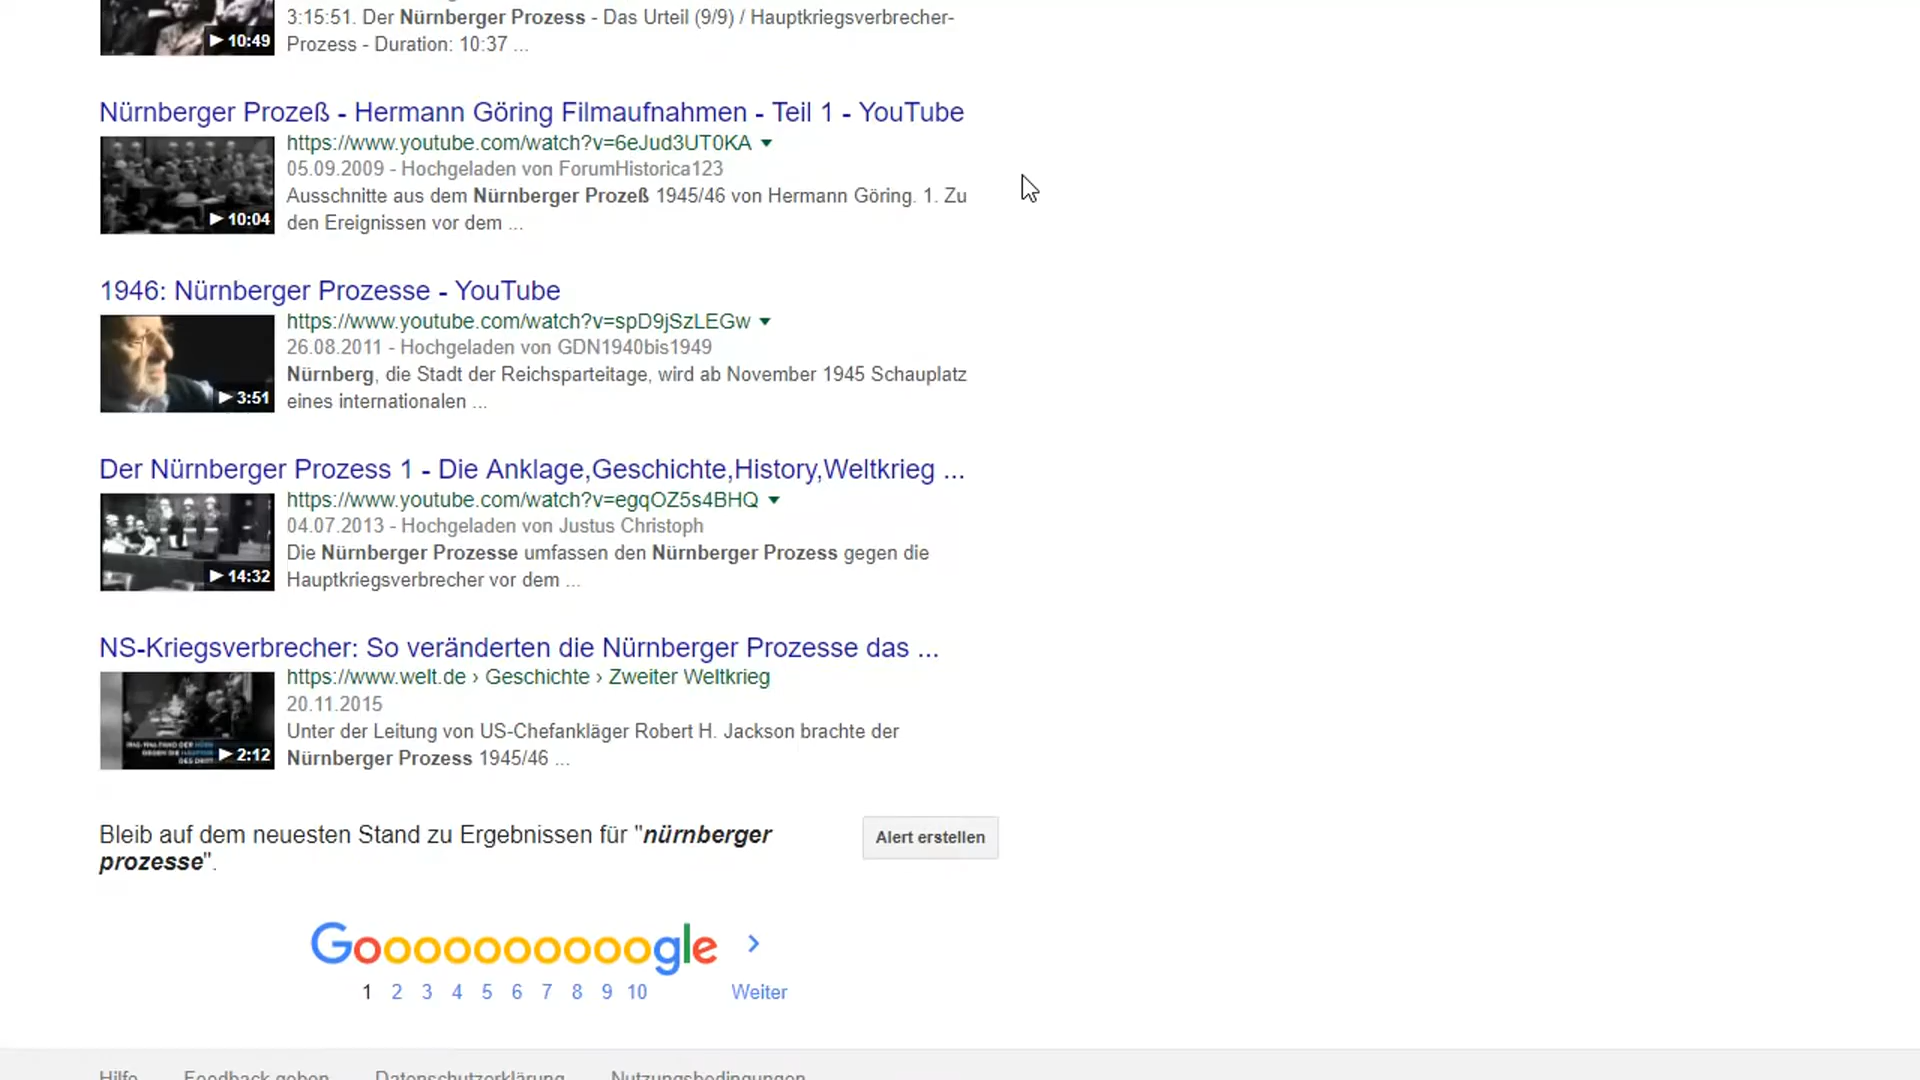 3:15:51. Der Nürnberger Prozess - Das Urteil (9/9) / Hauptkriegsverbrecher-
Prozess - Duration: 10:37 ...
10:49
Nürnberger Prozeß - Hermann Göring Filmaufnahmen - Teil 1 - YouTube
https://www.youtube.com/watch?v=6eJud3UT0KA
05.09.2009 - Hochgeladen von ForumHistorica123
Ausschnitte aus dem Nürnberger Prozeß 1945/46 von Hermann Göring. 1. Zu
den Ereignissen vor dem ...
10:04
1946: Nürnberger Prozesse - YouTube
https://www.youtube.com/watch?v=spD9jSzLEGw
26.08.2011 - Hochgeladen von GDN1940bis1949
Nürnberg, die Stadt der Reichsparteitage, wird ab November 1945 Schauplatz
eines internationalen ...
3:51
Der Nürnberger Prozess 1 - Die Anklage,Geschichte,History,Weltkrieg ...
https://www.youtube.com/watch?v=egqOZ5s4BHQ
04.07.2013 - Hochgeladen von Justus Christoph
Die Nürnberger Prozesse umfassen den Nürnberger Prozess gegen die
Hauptkriegsverbrecher vor dem ...
14:32
NS-Kriegsverbrecher: So veränderten die Nürnberger Prozesse das ...
https://www.welt.de › Geschichte › Zweiter Weltkrieg
20.11.2015
Unter der Leitung von US-Chefankläger Robert H. Jackson brachte der
Nürnberger Prozess 1945/46 ...
2:12
Bleib auf dem neuesten Stand zu Ergebnissen für "nürnberger
prozesse".
Alert erstellen
Goooooooooogle
1 2 3 4 5 6 7 8 9 10 Weiter
Hilfe Feedback geben Datenschutzerklärung Nutzungsbedingungen